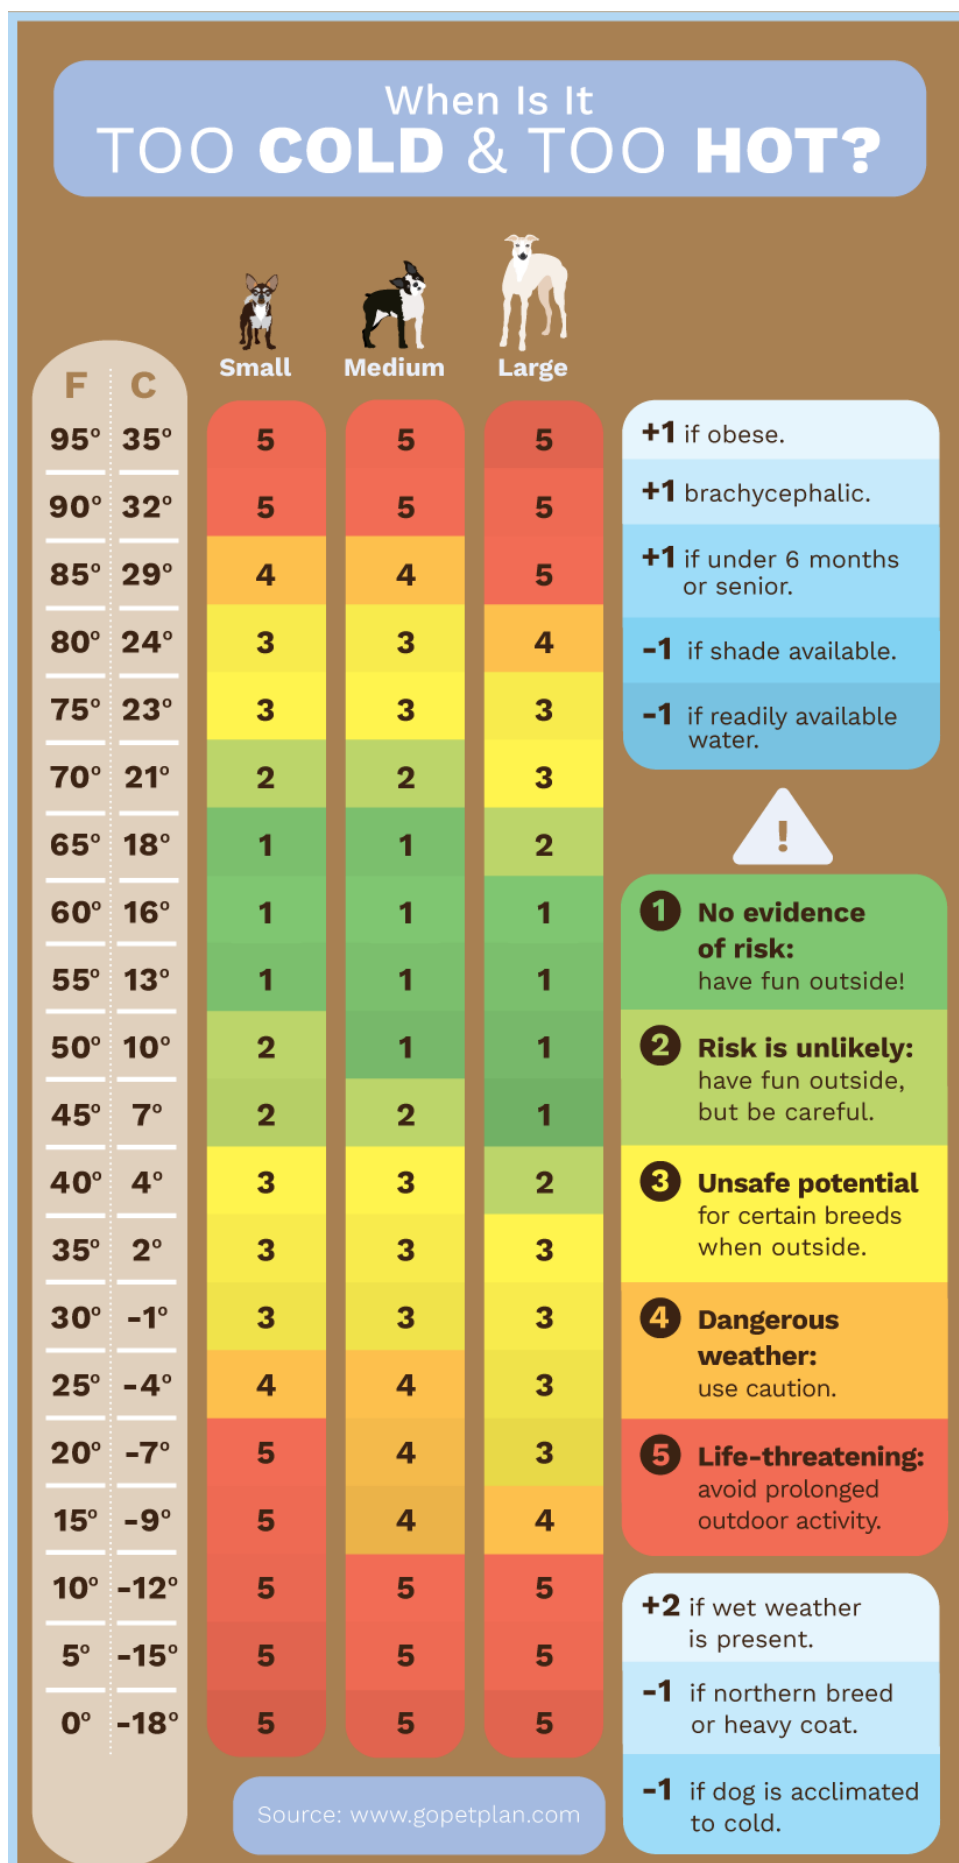 When Is It
TOO COLD & TOO HOT?
Small Medium Large
F C
95° 35° 5 5 5
90° 32° 5 5 5
85° 29° 4 4 5
80° 24° 3 3 4
75° 23° 3 3 3
70° 21° 2 2 3
65° 18° 1 1 2
60° 16° 1 1 1
55° 13° 1 1 1
50° 10° 2 1 1
45° 7° 2 2 1
40° 4° 3 3 2
35° 2° 3 3 3
30° -1° 3 3 3
25° -4° 4 4 3
20° -7° 5 4 3
15° -9° 5 4 4
10° -12° 5 5 5
5° -15° 5 5 5
0° -18° 5 5 5
+1 if obese.
+1 brachycephalic.
+1 if under 6 months
or senior.
-1 if shade available.
-1 if readily available
water.
!
1 No evidence
of risk:
have fun outside!
2 Risk is unlikely:
have fun outside,
but be careful.
3 Unsafe potential
for certain breeds
when outside.
4 Dangerous
weather:
use caution.
5 Life-threatening:
avoid prolonged
outdoor activity.
+2 if wet weather
is present.
-1 if northern breed
or heavy coat.
-1 if dog is acclimated
to cold.
Source: www.gopetplan.com